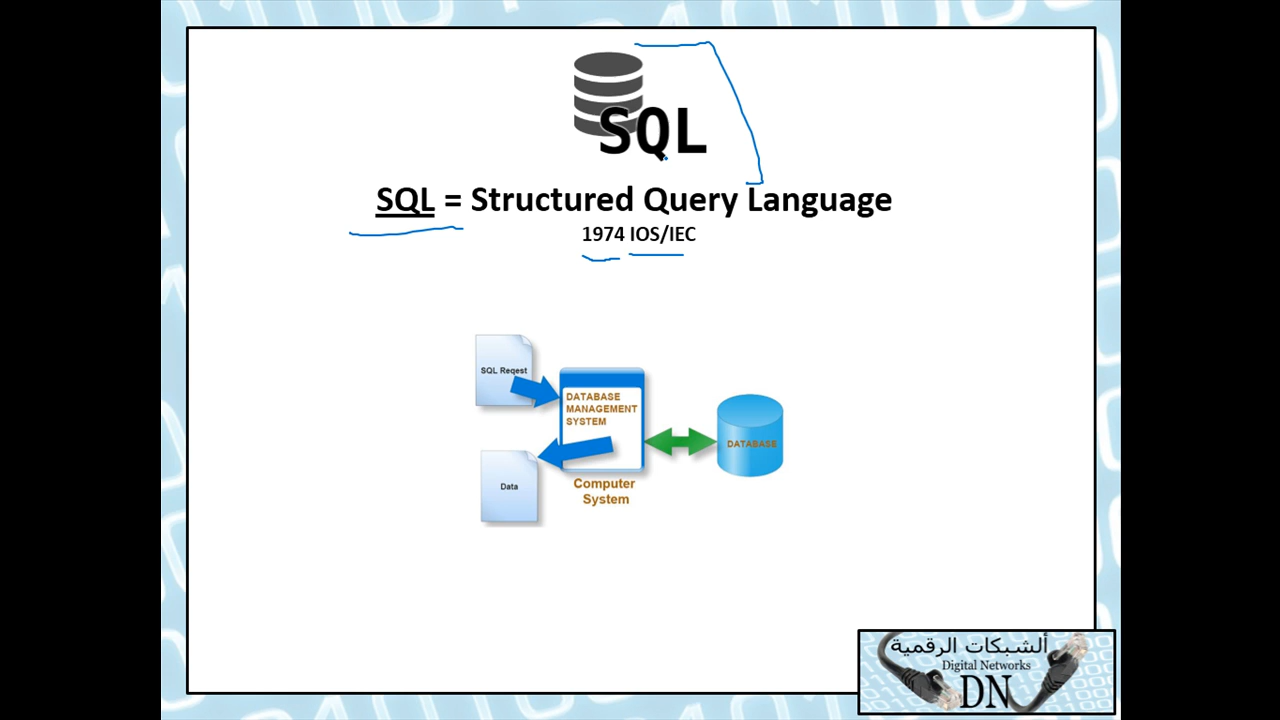 SQL
SQL = Structured Query Language
1974 IOS/IEC
SQL Reqest
DATABASE
MANAGEMENT
SYSTEM
DATABASE
Data
Computer
System
ألشبكات الرقمية
Digital Networks
DN